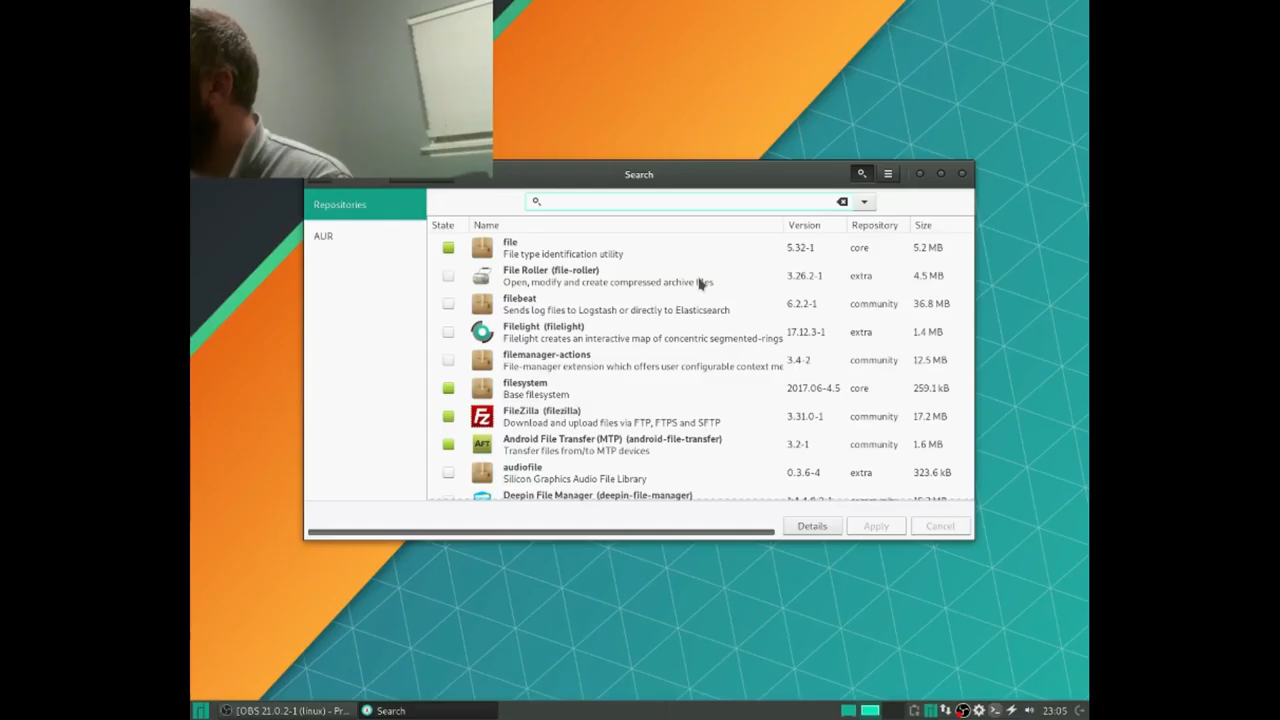 Search
Repositories
AUR
State Name Version Repository Size
file
File type identification utility
5.32-1 core 5.2 MB
File Roller (file-roller)
Open, modify and create compressed archive files
3.26.2-1 extra 4.5 MB
filebeat
Sends log files to Logstash or directly to Elasticsearch
6.2.2-1 community 36.8 MB
Filelight (filelight)
Filelight creates an interactive map of concentric segmented-rings
17.12.3-1 extra 1.4 MB
filemanager-actions
File-manager extension which offers user configurable context me
3.4-2 community 12.5 MB
filesystem
Base filesystem
2017.06-4.5 core 259.1 kB
FileZilla (filezilla)
Download and upload files via FTP, FTPS and SFTP
3.31.0-1 community 17.2 MB
Fz
Android File Transfer (MTP) (android-file-transfer)
Transfer files from/to MTP devices
3.2-1 community 1.6 MB
AFT
audiofile
Silicon Graphics Audio File Library
0.3.6-4 extra 323.6 kB
Deepin File Manager (deepin-file-manager)
Details Apply Cancel
[OBS 21.0.2-1 (linux) - Pr...
Search
23:05